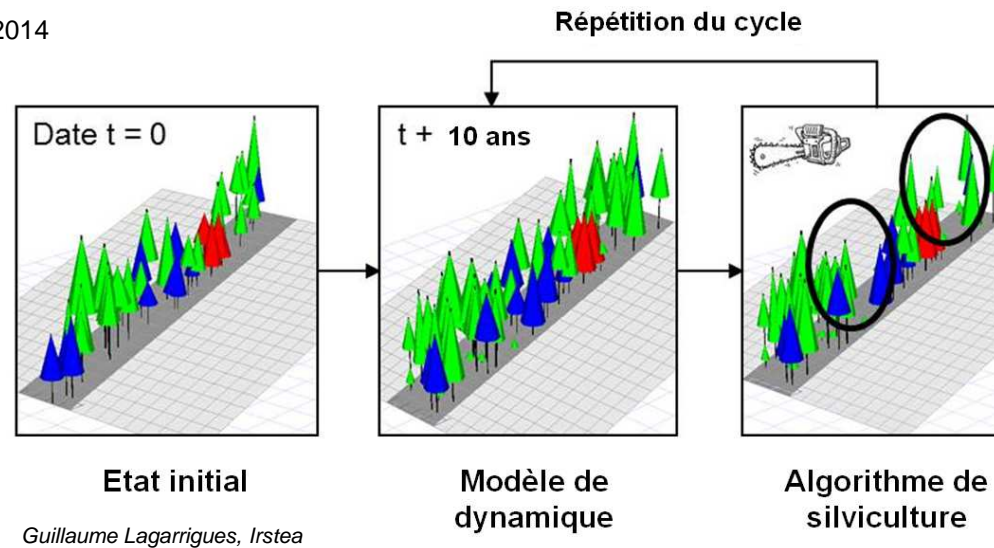 2014
Répétition du cycle
Date t = 0
t + 10 ans
Etat initial
Modèle de
dynamique
Algorithme de
silviculture
Guillaume Lagarrigues, Irstea